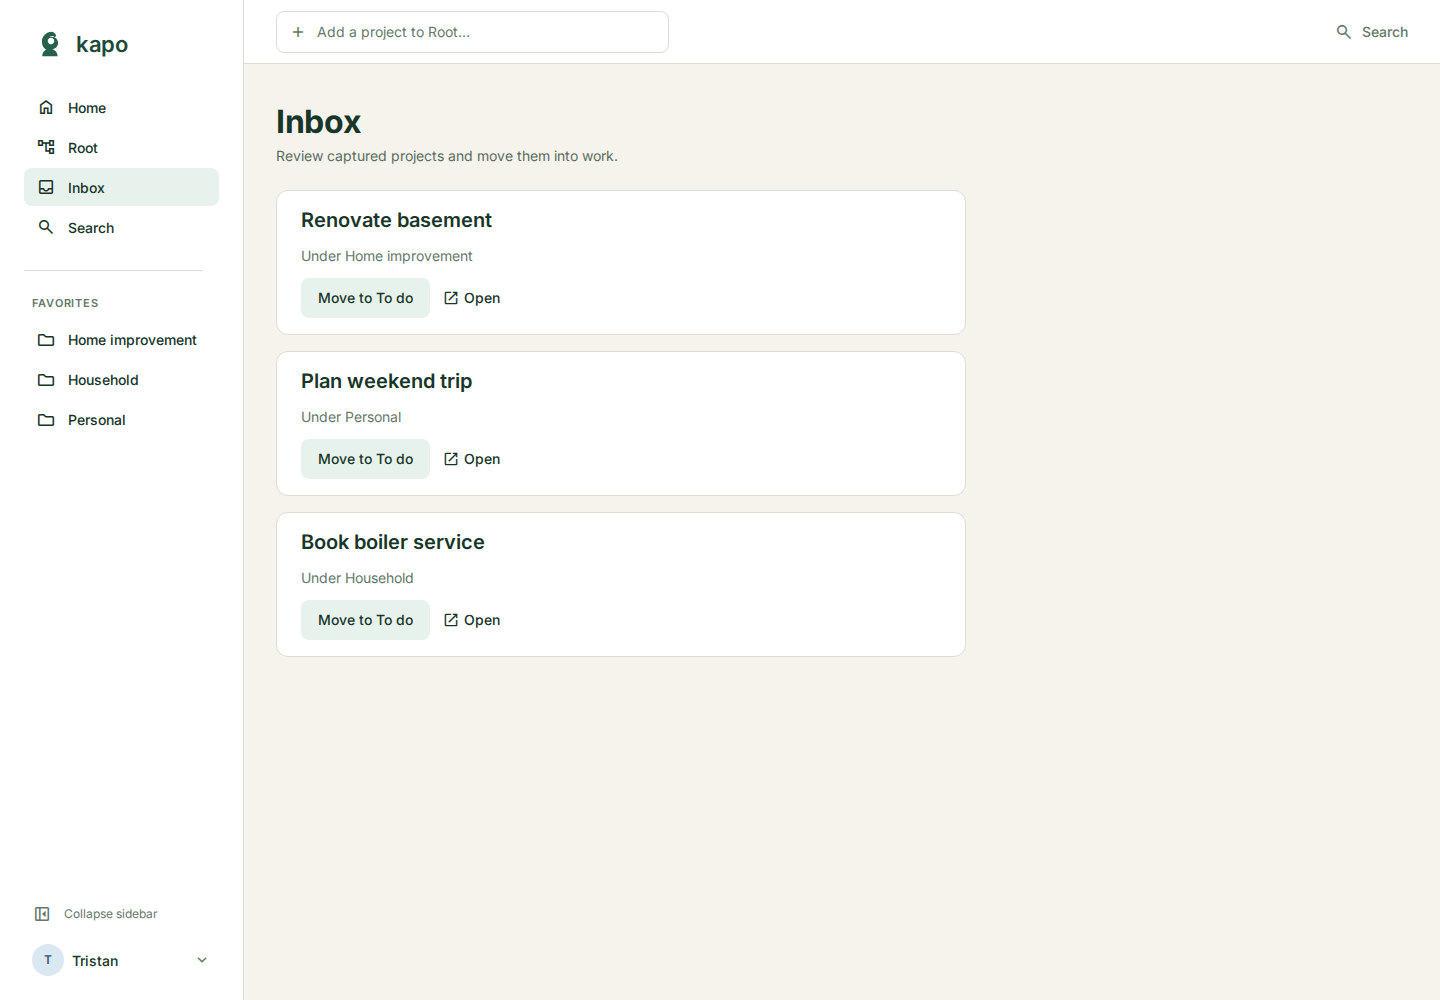 kapo
Home
Root
Inbox
Search
FAVORITES
Home improvement
Household
Personal
Collapse sidebar
T
Tristan
Add a project to Root...
Search
Inbox
Review captured projects and move them into work.
Renovate basement
Under Home improvement
Move to To do
Open
Plan weekend trip
Under Personal
Move to To do
Open
Book boiler service
Under Household
Move to To do
Open